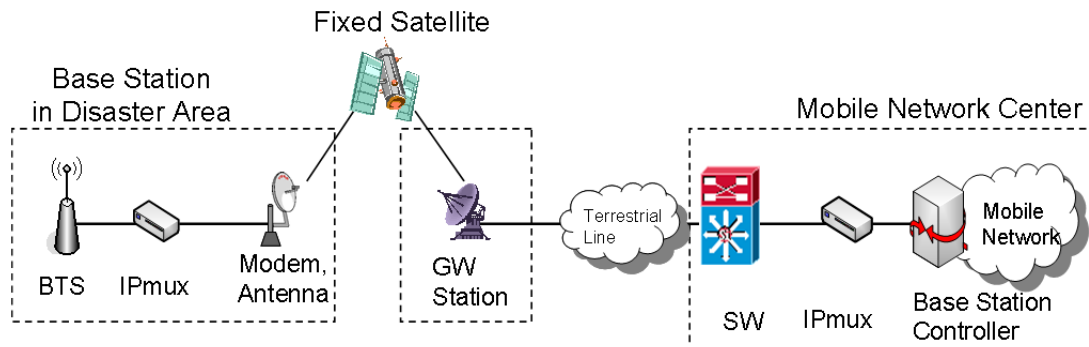 Fixed Satellite
Base Station
in Disaster Area
Mobile Network Center
Terrestrial
Line
Mobile
Network
BTS
IPmux
Modem,
Antenna
GW
Station
SW
IPmux
Base Station
Controller